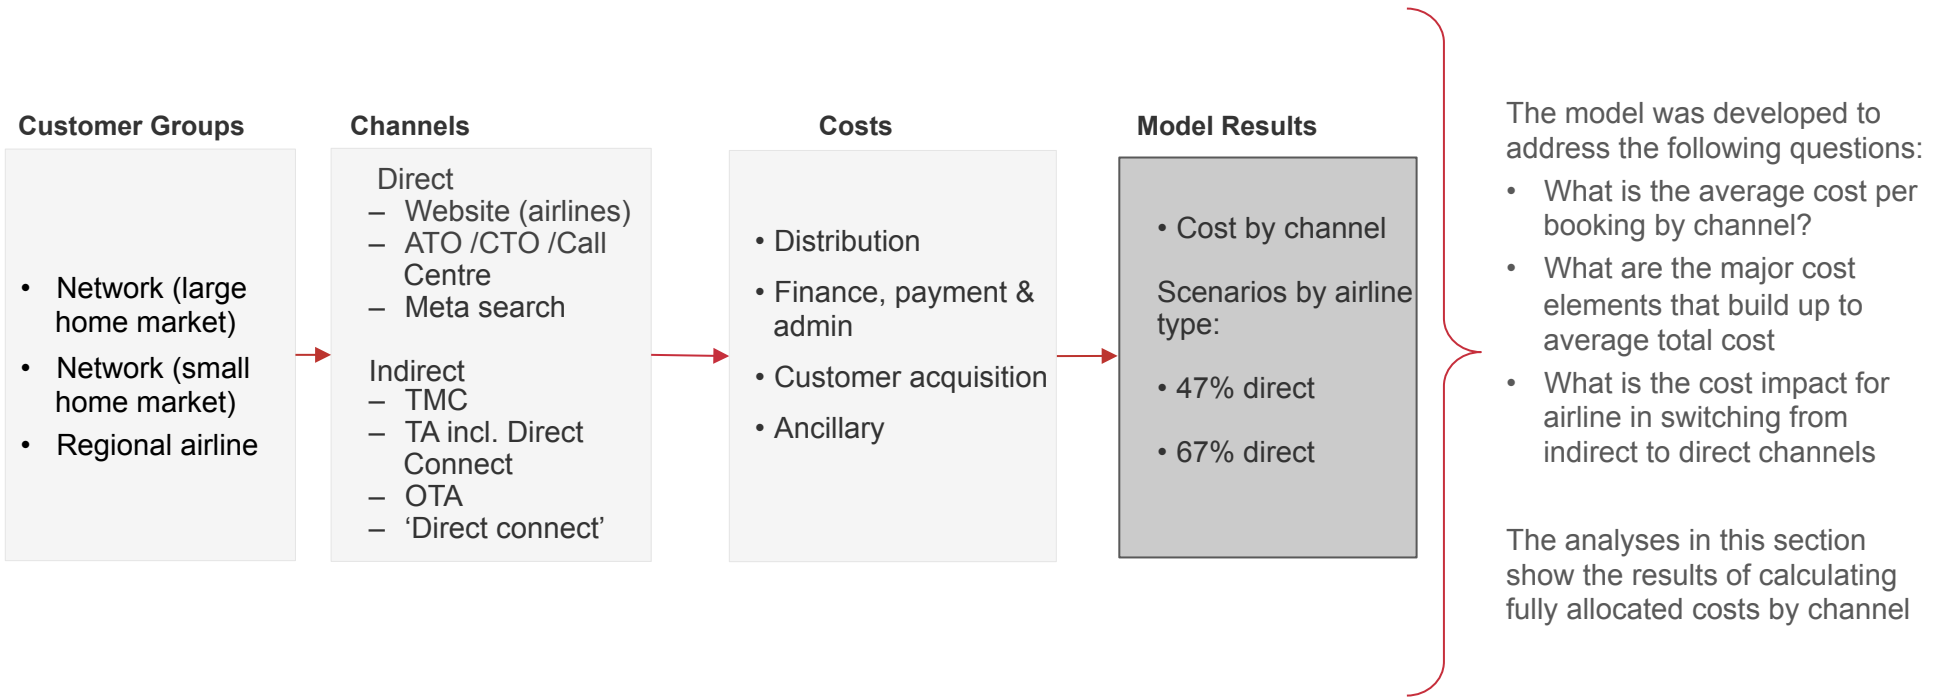 Customer Groups
• Network (large
home market)
• Network (small
home market)
• Regional airline
Channels
Direct
– Website (airlines)
– ATO /CTO /Call
Centre
– Meta search
Indirect
– TMC
– TA incl. Direct
Connect
– OTA
– ‘Direct connect’
Costs
• Distribution
• Finance, payment &
admin
• Customer acquisition
• Ancillary
Model Results
• Cost by channel
Scenarios by airline
type:
• 47% direct
• 67% direct
The model was developed to
address the following questions:
• What is the average cost per
booking by channel?
• What are the major cost
elements that build up to
average total cost
• What is the cost impact for
airline in switching from
indirect to direct channels
The analyses in this section
show the results of calculating
fully allocated costs by channel